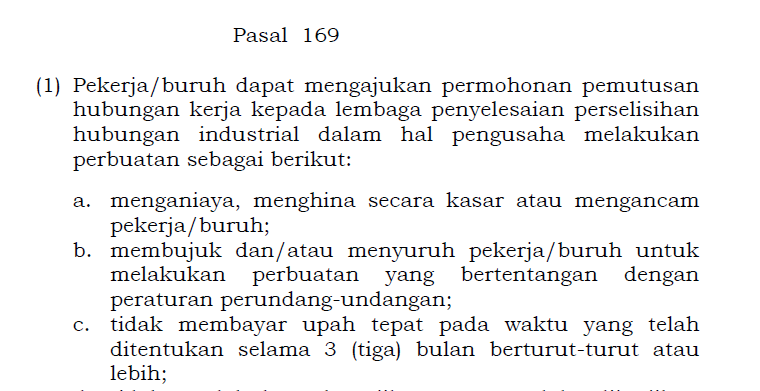 Pasal 169
(1) Pekerja/buruh dapat mengajukan permohonan pemutusan
hubungan kerja kepada lembaga penyelesaian perselisihan
hubungan industrial dalam hal pengusaha melakukan
perbuatan sebagai berikut:
a. menganiaya, menghina secara kasar atau mengancam
pekerja/buruh;
b. membujuk dan/atau menyuruh pekerja/buruh untuk
melakukan perbuatan yang bertentangan dengan
peraturan perundang-undangan;
c. tidak membayar upah tepat pada waktu yang telah
ditentukan selama 3 (tiga) bulan berturut-turut atau
lebih;